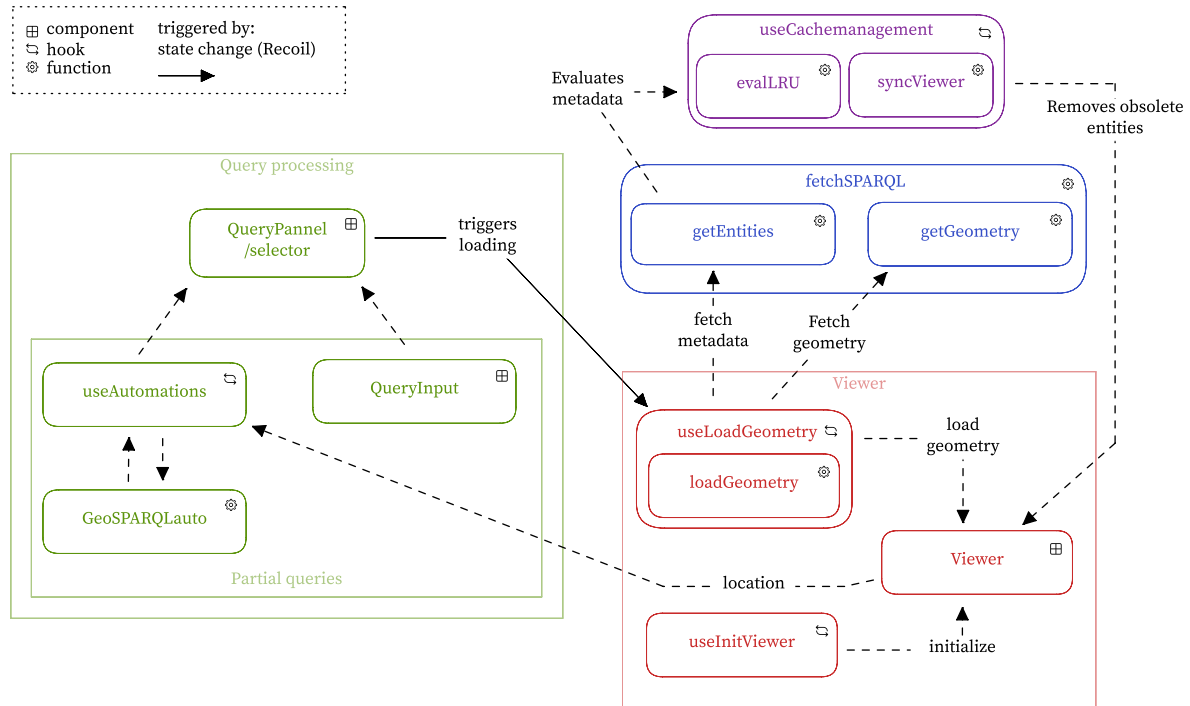 component
hook
function
triggered by:
state change (Recoil)
useCachemanagement
evalLRU
syncViewer
Evaluates
metadata
Removes obsolete
entities
Query processing
fetchSPARQL
getEntities
getGeometry
QueryPannel
/selector
triggers
loading
fetch
metadata
Fetch
geometry
useAutomations
QueryInput
GeoSPARQLauto
Partial queries
Viewer
useLoadGeometry
loadGeometry
load
geometry
Viewer
location
useInitViewer
initialize